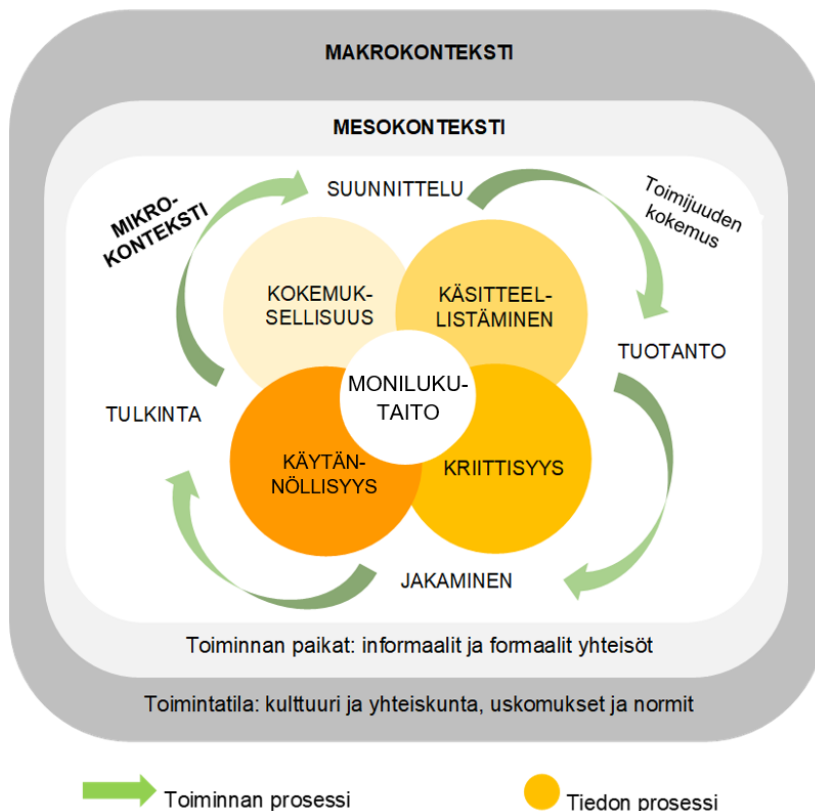 MAKROKONTEKSTI
MESOKONTEKSTI
SUUNNITTELU
MIKRO-
KONTEKSTI
Toimijuuden
kokemus
KOKEMUK-
SELLISUUS
KÄSITTEEL-
LISTÄMINEN
TUOTANTO
MONILUKU-
TAITO
TULKINTA
KÄYTÄN-
NÖLLISYYS
KRIITTISYYS
JAKAMINEN
Toiminnan paikat: informaalit ja formaalit yhteisöt
Toimintatila: kulttuuri ja yhteiskunta, uskomukset ja normit
Toiminnan prosessi
Tiedon prosessi